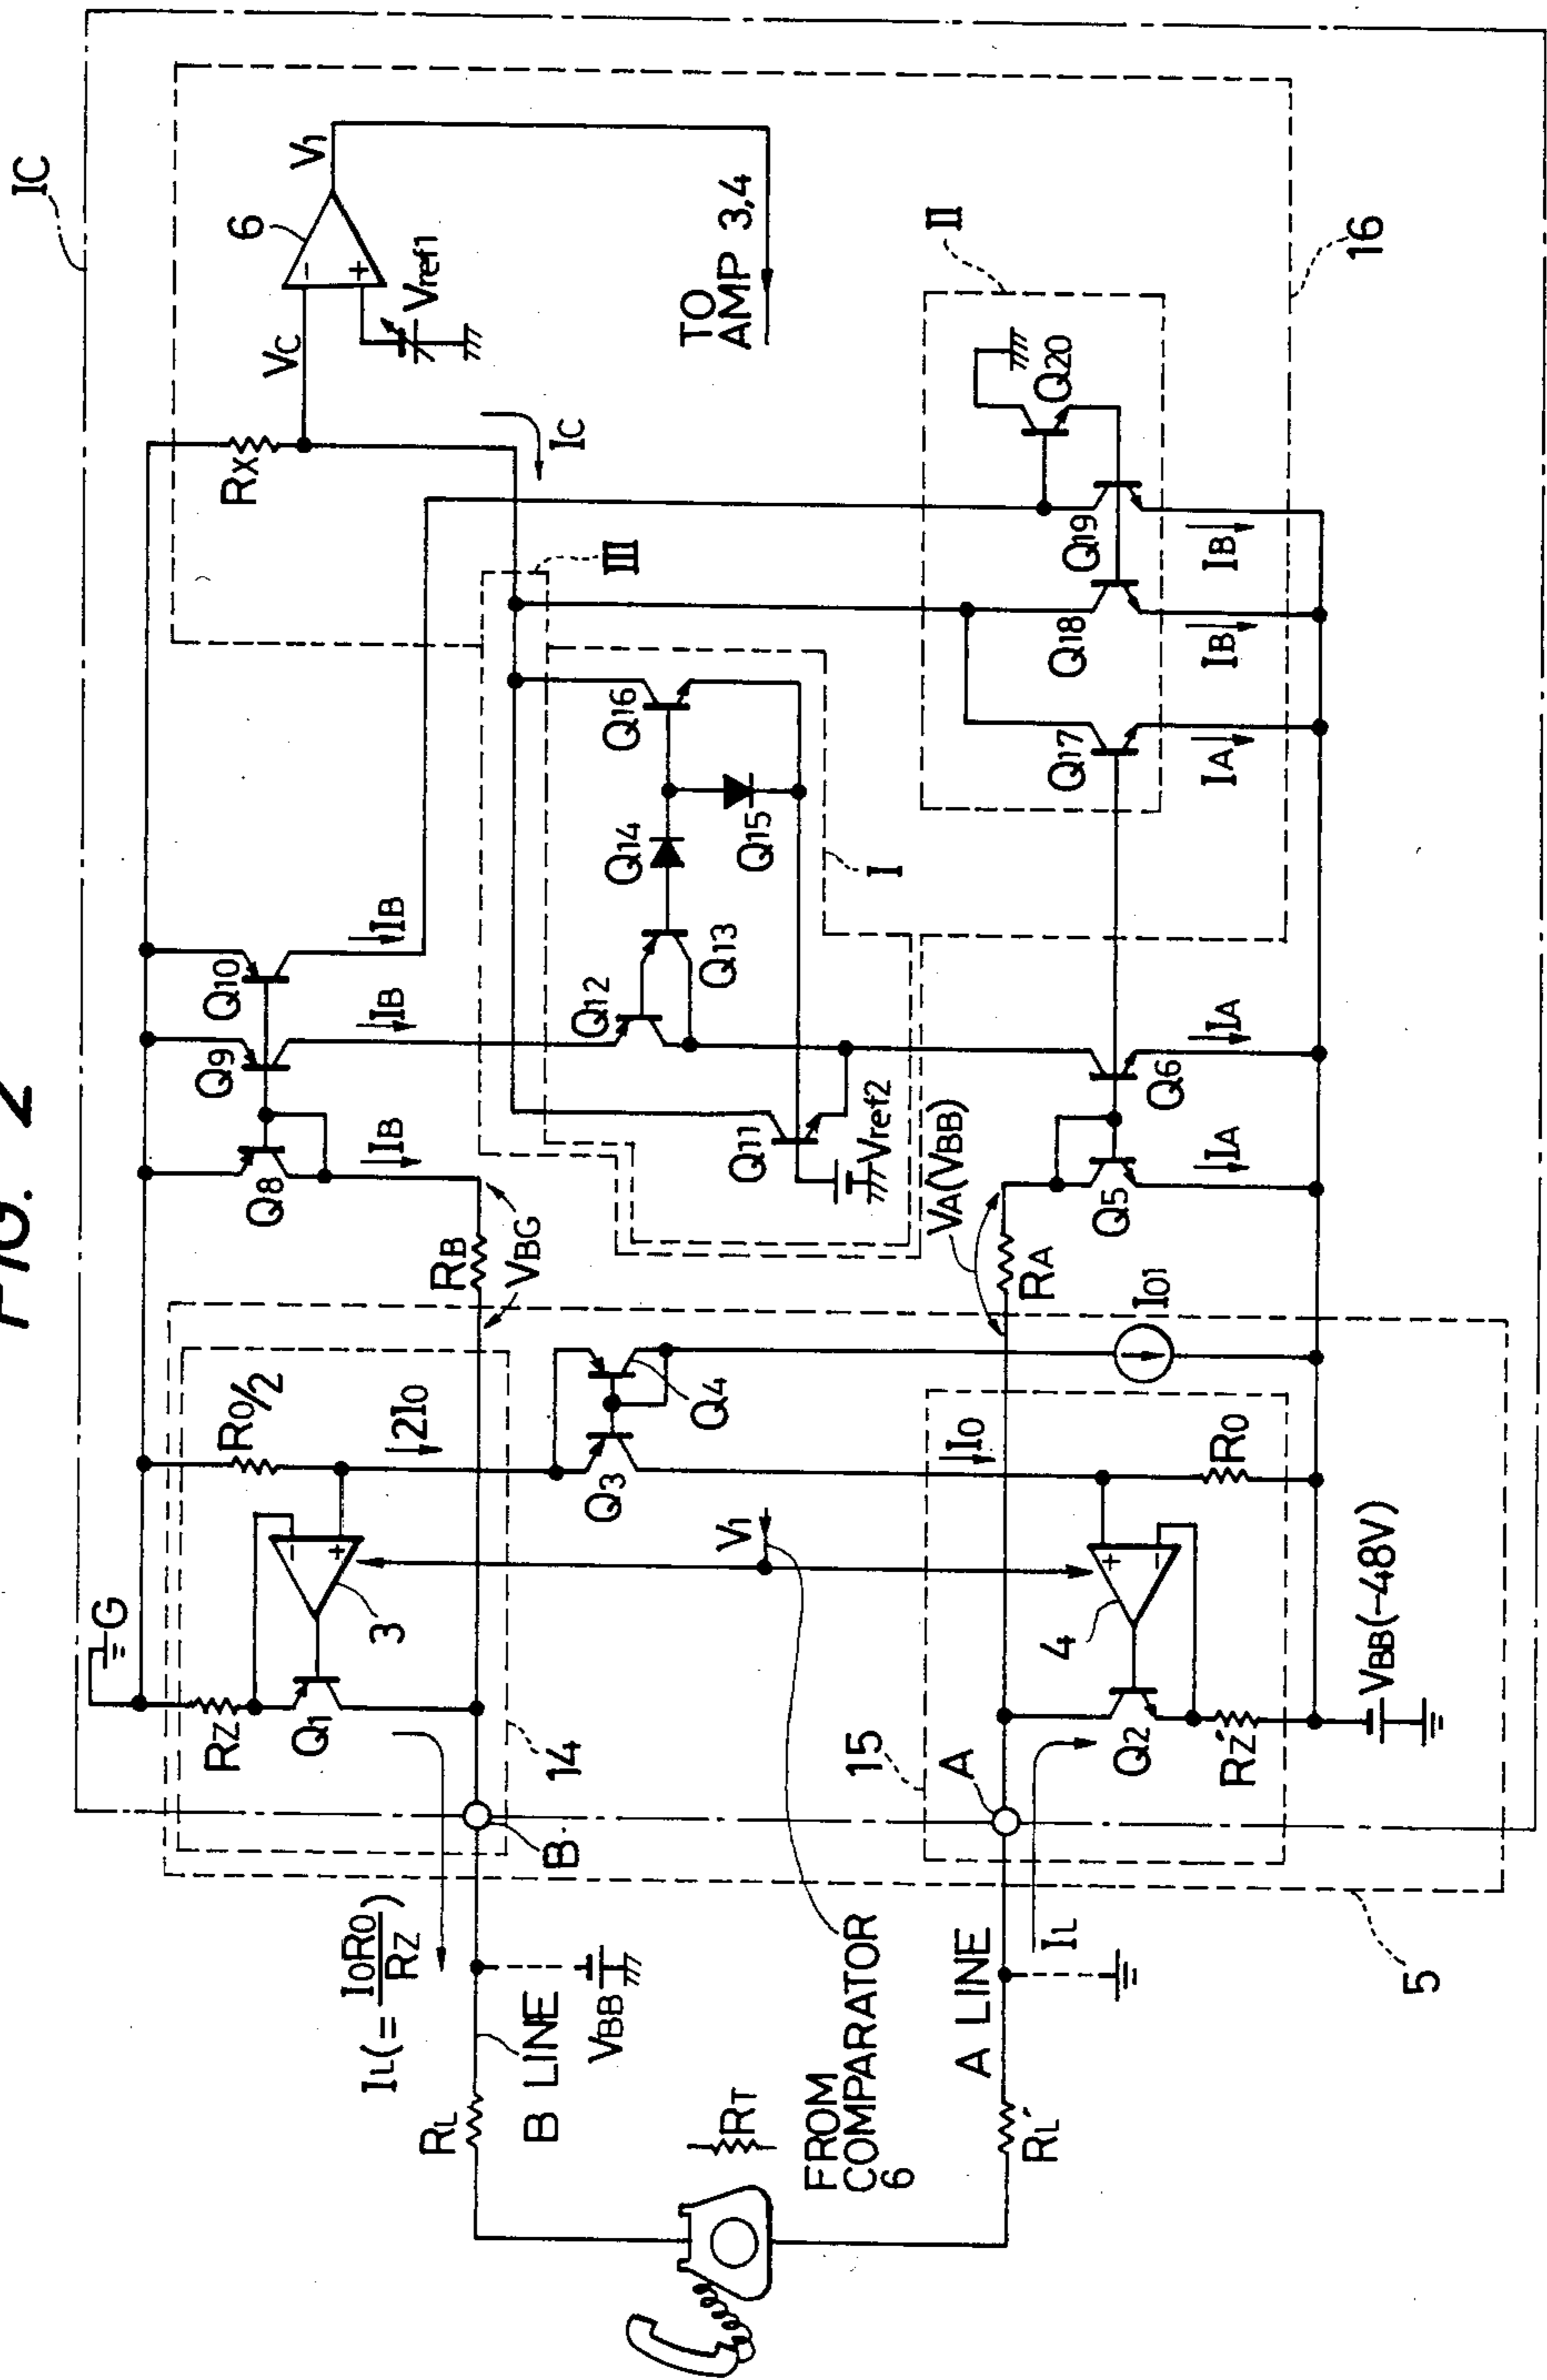 FIG. 2
IC
G
RZ
Q1
3
R0/2
2I0
14
B
IL(= I0R0/RZ)
RL
B LINE
VBB
RT
FROM
COMPARATOR
6
V1
Q3
Q4
RB
VBG
Q8
IB
Q9
IB
Q10
IB
RX
VC
6
V1
Vref1
TO
AMP 3,4
IC
III
Q12
Q13
Q14
Q15
Q16
I
Q11
Vref2
II
Q20
Q19
Q18
Q17
IB
IB
IA
16
VA(VBB)
RA
Q5
IA
Q6
IA
I01
I0
R0
4
Q2
RZ'
VBB(-48V)
15
A
A LINE
IL
RL'
5